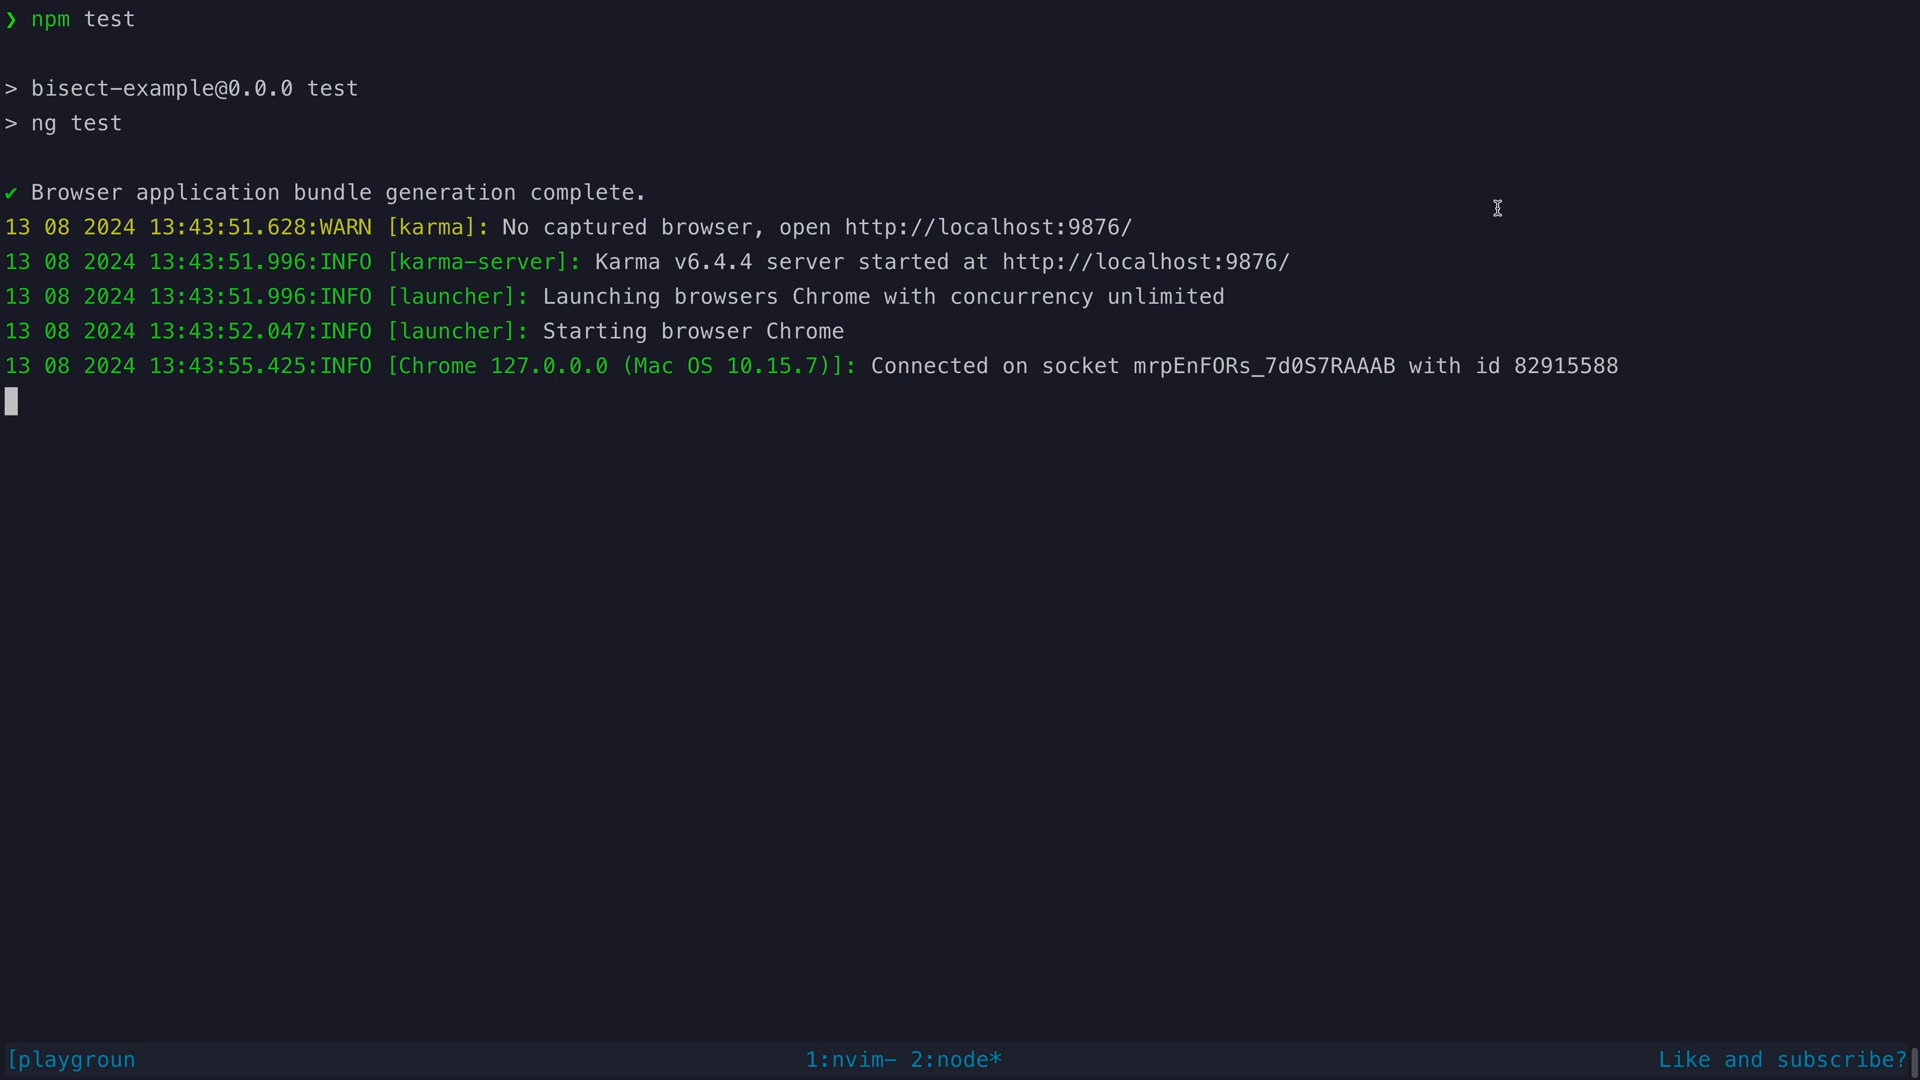 ❯ npm test
> bisect-example@0.0.0 test
> ng test
✔ Browser application bundle generation complete.
13 08 2024 13:43:51.628:WARN [karma]: No captured browser, open http://localhost:9876/
13 08 2024 13:43:51.996:INFO [karma-server]: Karma v6.4.4 server started at http://localhost:9876/
13 08 2024 13:43:51.996:INFO [launcher]: Launching browsers Chrome with concurrency unlimited
13 08 2024 13:43:52.047:INFO [launcher]: Starting browser Chrome
13 08 2024 13:43:55.425:INFO [Chrome 127.0.0.0 (Mac OS 10.15.7)]: Connected on socket mrpEnFORs_7d0S7RAAAB with id 82915588
[playgroun 1:nvim- 2:node* Like and subscribe?